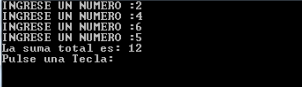 INGRESE UN NUMERO :2
INGRESE UN NUMERO :4
INGRESE UN NUMERO :6
INGRESE UN NUMERO :5
La suma total es: 12
Pulse una Tecla: